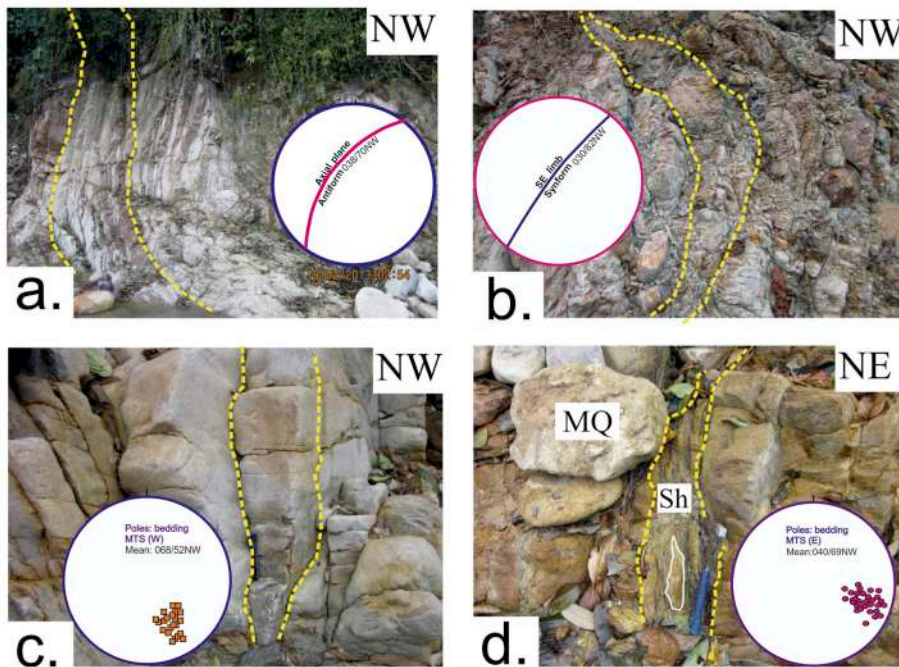 NW
Axial plane
Antiform 038/70NW
a.
NW
SE limb
Synform 030/82NW
b.
NW
Poles: bedding
MTS (W)
Mean: 068/52NW
c.
NE
MQ
Sh
Poles: bedding
MTS (E)
Mean:040/69NW
d.